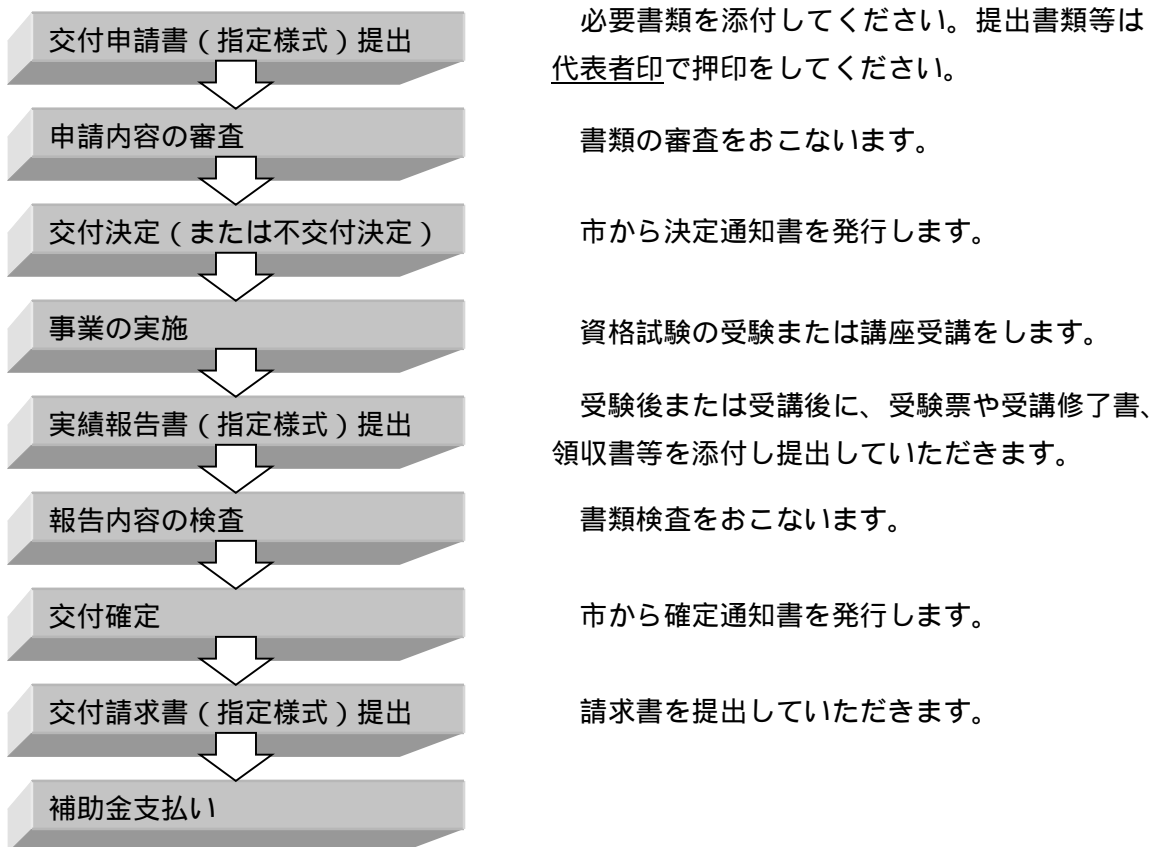 交付申請書（指定様式）提出
必要書類を添付してください。提出書類等は
代表者印で押印をしてください。
申請内容の審査
書類の審査をおこないます。
交付決定（または不交付決定）
市から決定通知書を発行します。
事業の実施
資格試験の受験または講座受講をします。
実績報告書（指定様式）提出
受験後または受講後に、受験票や受講修了書、
領収書等を添付し提出していただきます。
報告内容の検査
書類検査をおこないます。
交付確定
市から確定通知書を発行します。
交付請求書（指定様式）提出
請求書を提出していただきます。
補助金支払い